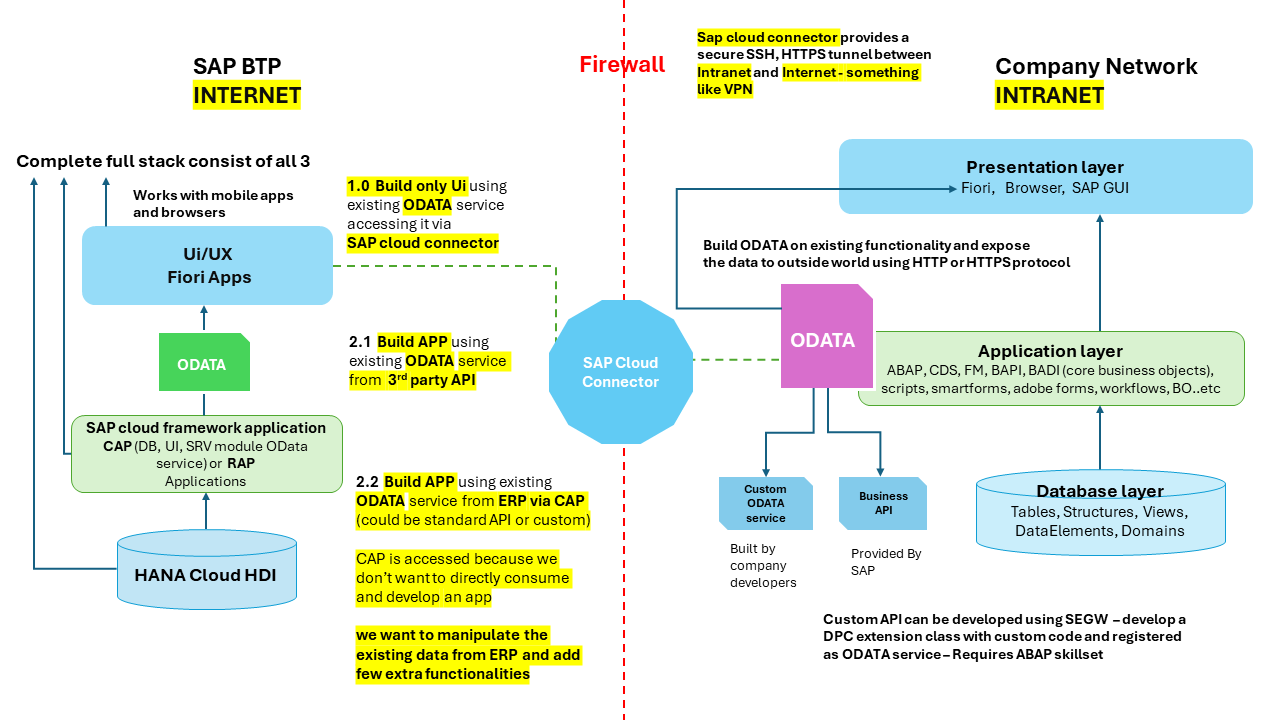 SAP BTP
INTERNET
Firewall
Sap cloud connector provides a
secure SSH, HTTPS tunnel between
Intranet and Internet - something
like VPN
Company Network
INTRANET
Complete full stack consist of all 3
Works with mobile apps
and browsers
Ui/UX
Fiori Apps
ODATA
SAP cloud framework application
CAP (DB, UI, SRV module OData
service) or RAP
Applications
HANA Cloud HDI
1.0 Build only Ui using
existing ODATA service
accessing it via
SAP cloud connector
2.1 Build APP using
existing ODATA service
from 3rd party API
2.2 Build APP using existing
ODATA service from ERP via CAP
(could be standard API or custom)
CAP is accessed because we
don't want to directly consume
and develop an app
we want to manipulate the
existing data from ERP and add
few extra functionalities
SAP Cloud
Connector
Presentation layer
Fiori, Browser, SAP GUI
Build ODATA on existing functionality and expose
the data to outside world using HTTP or HTTPS protocol
ODATA
Application layer
ABAP, CDS, FM, BAPI, BADI (core business objects),
scripts, smartforms, adobe forms, workflows, BO..etc
Custom
ODATA
service
Business
API
Built by
company
developers
Provided By
SAP
Database layer
Tables, Structures, Views,
DataElements, Domains
Custom API can be developed using SEGW – develop a
DPC extension class with custom code and registered
as ODATA service – Requires ABAP skillset